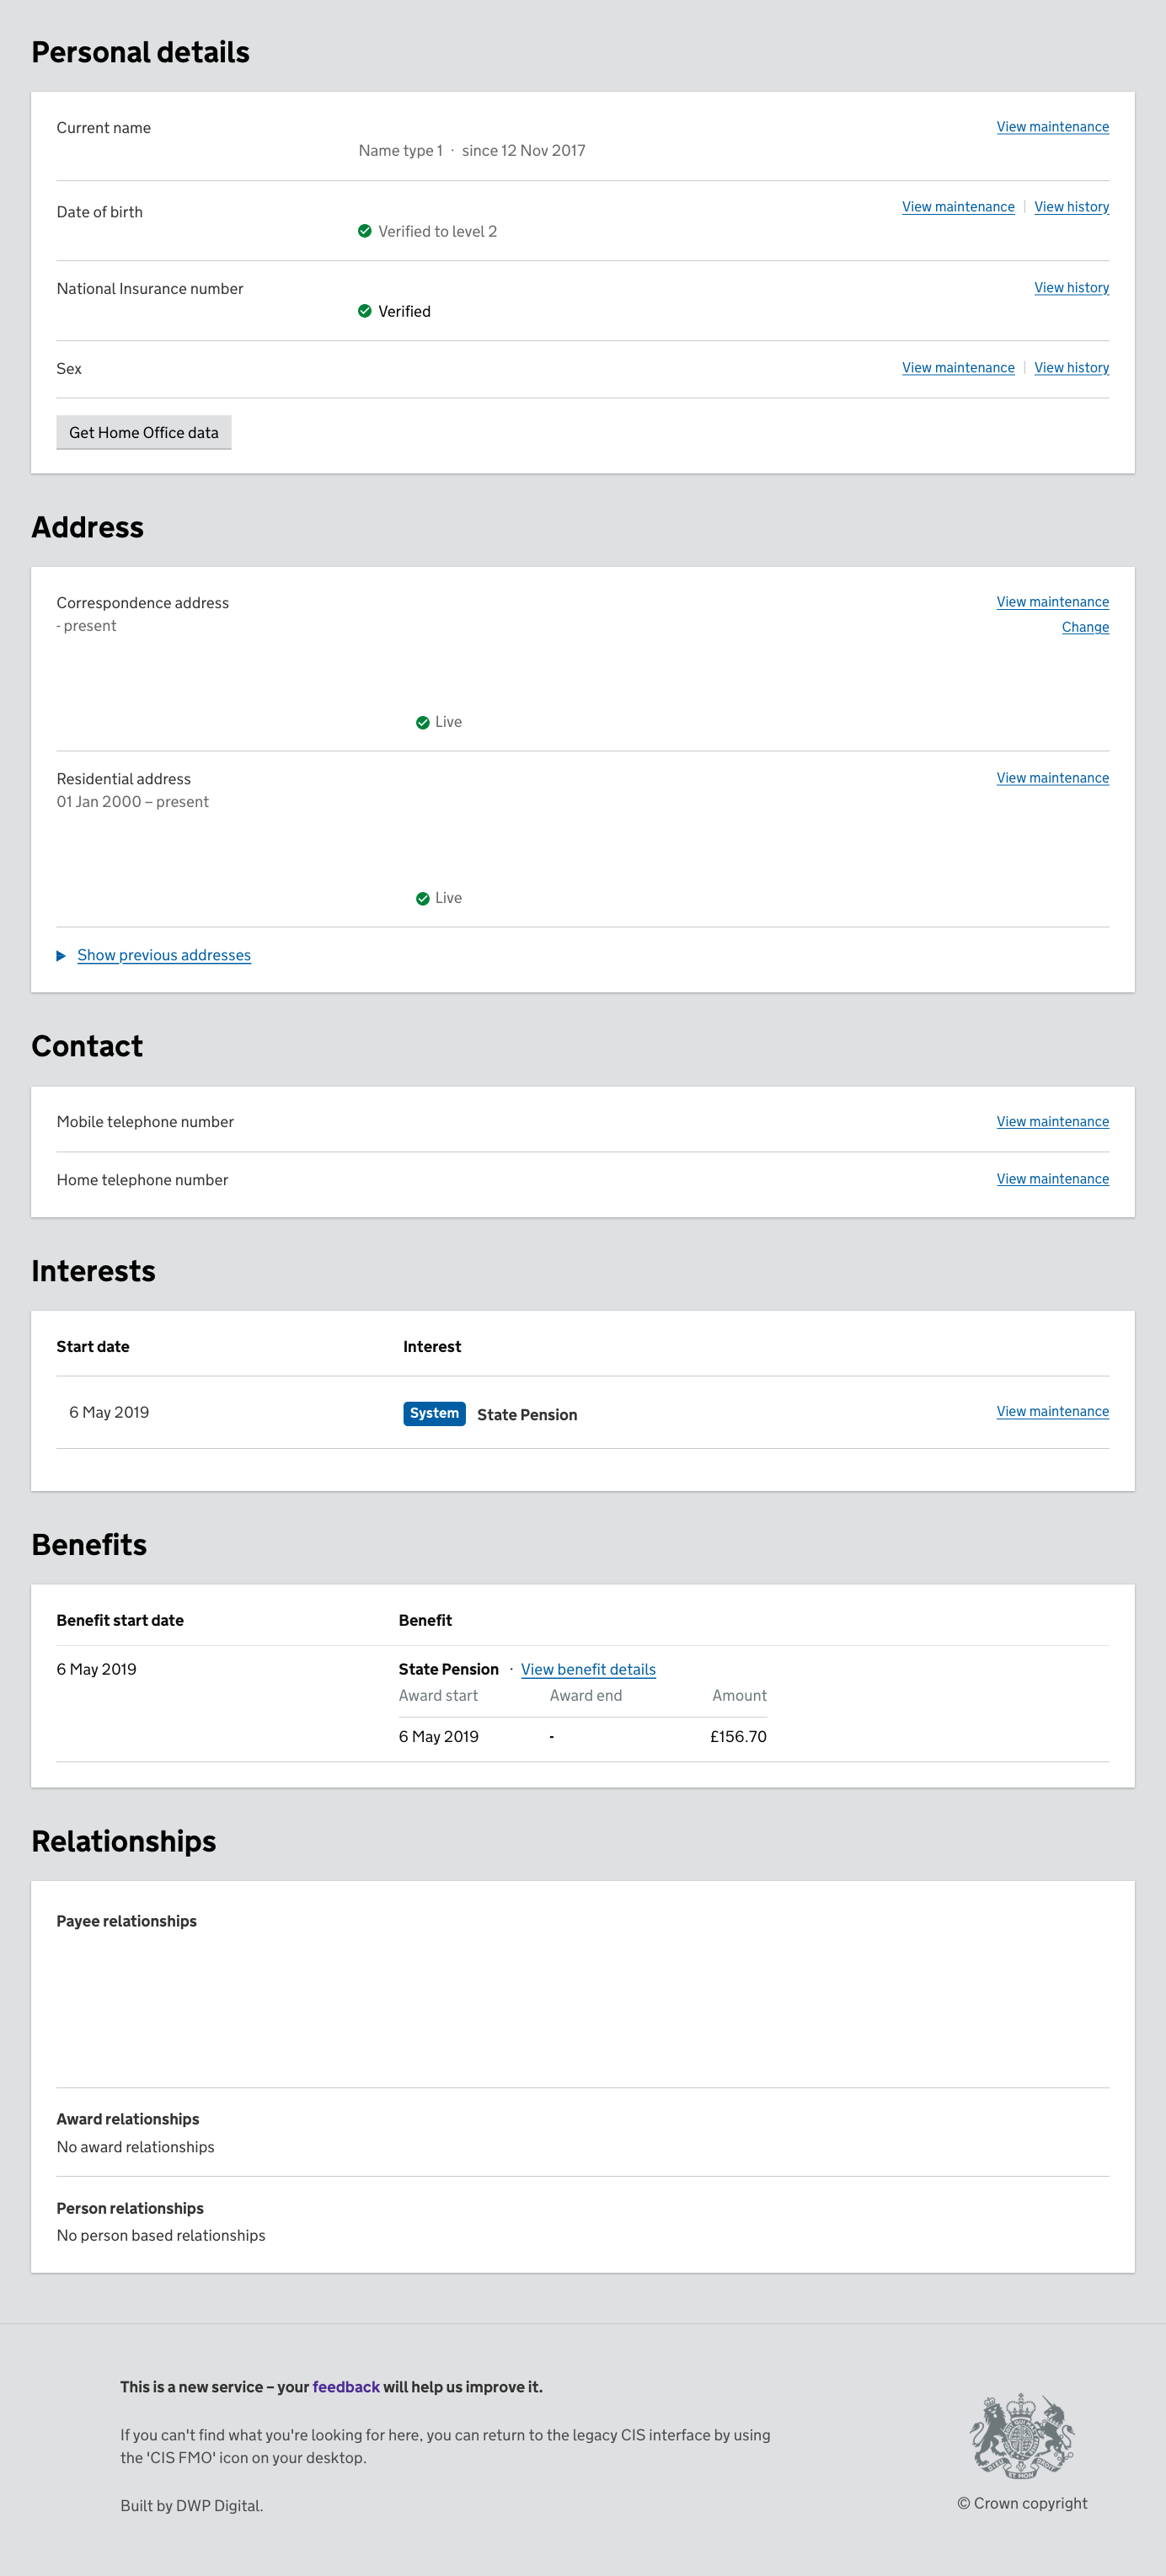 Personal details
Current name
View maintenance
Name type 1 · since 12 Nov 2017
Date of birth
View maintenance | View history
Verified to level 2
National Insurance number
View history
Verified
Sex
View maintenance | View history
Get Home Office data
Address
Correspondence address
View maintenance
- present
Change
Live
Residential address
View maintenance
01 Jan 2000 – present
Live
Show previous addresses
Contact
Mobile telephone number
View maintenance
Home telephone number
View maintenance
Interests
Start date Interest
6 May 2019 System State Pension View maintenance
Benefits
Benefit start date Benefit
6 May 2019 State Pension · View benefit details
Award start Award end Amount
6 May 2019 - £156.70
Relationships
Payee relationships
Award relationships
No award relationships
Person relationships
No person based relationships
This is a new service – your feedback will help us improve it.
If you can't find what you're looking for here, you can return to the legacy CIS interface by using
the 'CIS FMO' icon on your desktop.
Built by DWP Digital.
DIEU ET MON DROIT
© Crown copyright